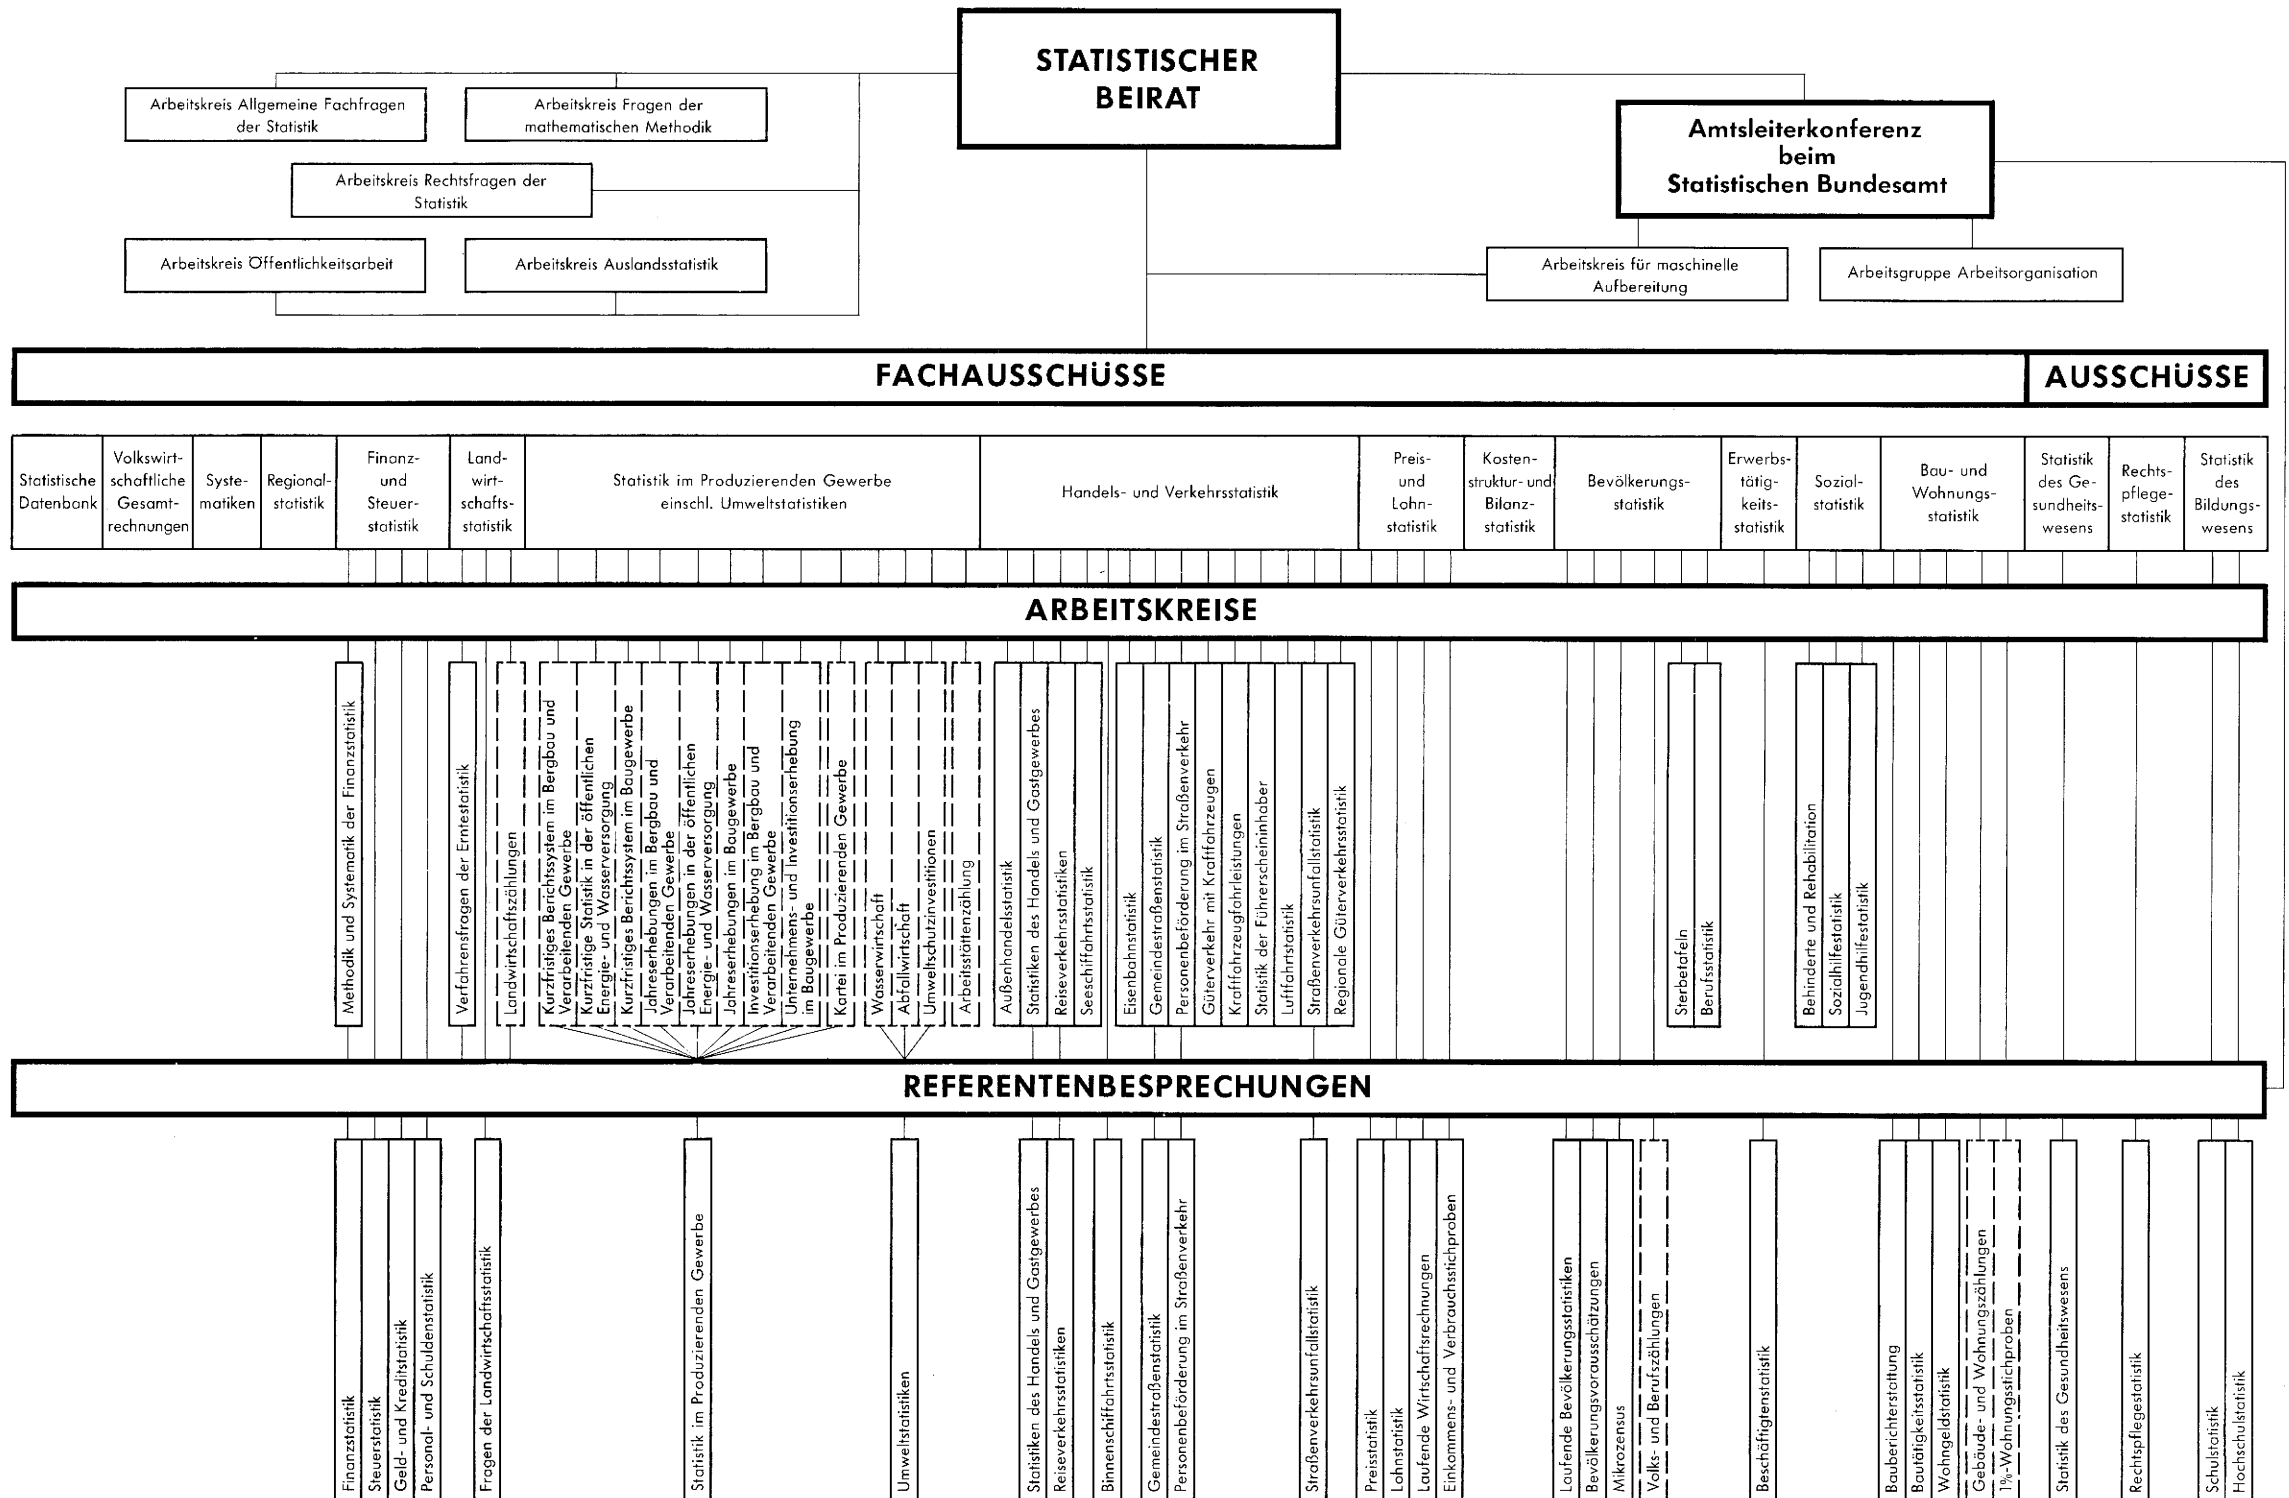 STATISTISCHER
BEIRAT
Arbeitskreis Allgemeine Fachfragen
der Statistik
Arbeitskreis Fragen der
mathematischen Methodik
Arbeitskreis Rechtsfragen der
Statistik
Arbeitskreis Öffentlichkeitsarbeit
Arbeitskreis Auslandsstatistik
Amtsleiterkonferenz
beim
Statistischen Bundesamt
Arbeitskreis für maschinelle
Aufbereitung
Arbeitsgruppe Arbeitsorganisation
FACHAUSSCHÜSSE
AUSSCHÜSSE
Statistische
Datenbank
Volkswirt-
schaftliche
Gesamt-
rechnungen
Syste-
matiken
Regional-
statistik
Finanz-
und
Steuer-
statistik
Land-
wirt-
schafts-
statistik
Statistik im Produzierenden Gewerbe
einschl. Umweltstatistiken
Handels- und Verkehrsstatistik
Preis-
und
Lohn-
statistik
Kosten-
struktur- und
Bilanz-
statistik
Bevölkerungs-
statistik
Erwerbs-
tätig-
keits-
statistik
Sozial-
statistik
Bau- und
Wohnungs-
statistik
Statistik
des Ge-
sundheits-
wesens
Rechts-
pflege-
statistik
Statistik
des
Bildungs-
wesens
ARBEITSKREISE
Methodik und Systematik der Finanzstatistik
Verfahrensfragen der Erntestatistik
Landwirtschaftszählungen
Kurzfristiges Berichtssystem im Bergbau und
Verarbeitenden Gewerbe
Kurzfristige Statistik in der öffentlichen
Energie- und Wasserversorgung
Kurzfristiges Berichtssystem im Baugewerbe
Jahreserhebungen im Bergbau und
Verarbeitenden Gewerbe
Jahreserhebungen in der öffentlichen
Energie- und Wasserversorgung
Jahreserhebungen im Baugewerbe
Investitionserhebung im Bergbau und
Verarbeitenden Gewerbe
Unternehmens- und Investitionserhebung
im Baugewerbe
Kartei im Produzierenden Gewerbe
Wasserwirtschaft
Abfallwirtschaft
Umweltschutzinvestitionen
Arbeitsstättenzählung
Außenhandelsstatistik
Statistiken des Handels und Gastgewerbes
Reiseverkehrsstatistiken
Seeschiffahrtsstatistik
Eisenbahnstatistik
Gemeindestraßenstatistik
Personenbeförderung im Straßenverkehr
Güterverkehr mit Kraftfahrzeugen
Kraftfahrzeugfahrleistungen
Statistik der Führerscheininhaber
Luftfahrtstatistik
Straßenverkehrsunfallstatistik
Regionale Güterverkehrsstatistik
Sterbetafeln
Berufsstatistik
Behinderte und Rehabilitation
Sozialhilfestatistik
Jugendhilfestatistik
REFERENTENBESPRECHUNGEN
Finanzstatistik
Steuerstatistik
Geld- und Kreditstatistik
Personal- und Schuldenstatistik
Fragen der Landwirtschaftsstatistik
Statistik im Produzierenden Gewerbe
Umweltstatistiken
Statistiken des Handels und Gastgewerbes
Reiseverkehrsstatistiken
Binnenschiffahrtsstatistik
Gemeindestraßenstatistik
Personenbeförderung im Straßenverkehr
Straßenverkehrsunfallstatistik
Preisstatistik
Lohnstatistik
Laufende Wirtschaftsrechnungen
Einkommens- und Verbrauchsstichproben
Laufende Bevölkerungsstatistiken
Bevölkerungsvorausschätzungen
Mikrozensus
Volks- und Berufszählungen
Beschäftigtenstatistik
Bauberichterstattung
Bautätigkeitsstatistik
Wohngeldstatistik
Gebäude- und Wohnungszählungen
1%-Wohnungsstichproben
Statistik des Gesundheitswesens
Rechtspflegestatistik
Schulstatistik
Hochschulstatistik